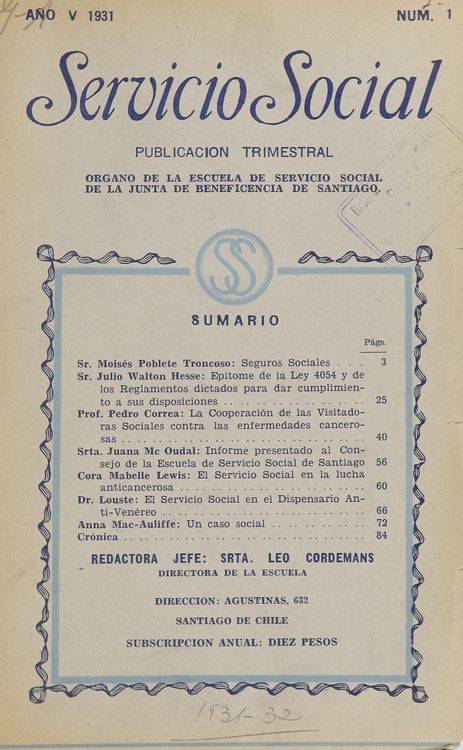 AÑO V 1931 NUM. 1
Servicio Social
PUBLICACION TRIMESTRAL
ORGANO DE LA ESCUELA DE SERVICIO SOCIAL
DE LA JUNTA DE BENEFICENCIA DE SANTIAGO.
SS
SUMARIO
Págs.
Sr. Moisés Poblete Troncoso: Seguros Sociales . . . . 3
Sr. Julio Walton Hesse: Epítome de la Ley 4054 y de
los Reglamentos dictados para dar cumplimien-
to a sus disposiciones . . . . . . . . . . . . . . . . . . 25
Prof. Pedro Correa: La Cooperación de las Visitado-
ras Sociales contra las enfermedades cancero-
sas . . . . . . . . . . . . . . . . . . . . . . . . . . . . . . 40
Srta. Juana Mc Oudal: Informe presentado al Con-
sejo de la Escuela de Servicio Social de Santiago 56
Cora Mabelle Lewis: El Servicio Social en la lucha
anticancerosa . . . . . . . . . . . . . . . . . . . . . . . 60
Dr. Louste: El Servicio Social en el Dispensario An-
ti-Venéreo . . . . . . . . . . . . . . . . . . . . . . . . . 66
Anna Mac-Auliffe: Un caso social . . . . . . . . . . . 72
Crónica . . . . . . . . . . . . . . . . . . . . . . . . . . . . 84
REDACTORA JEFE: SRTA. LEO CORDEMANS
DIRECTORA DE LA ESCUELA
DIRECCION: AGUSTINAS, 632
SANTIAGO DE CHILE
SUBSCRIPCION ANUAL: DIEZ PESOS
1931-32